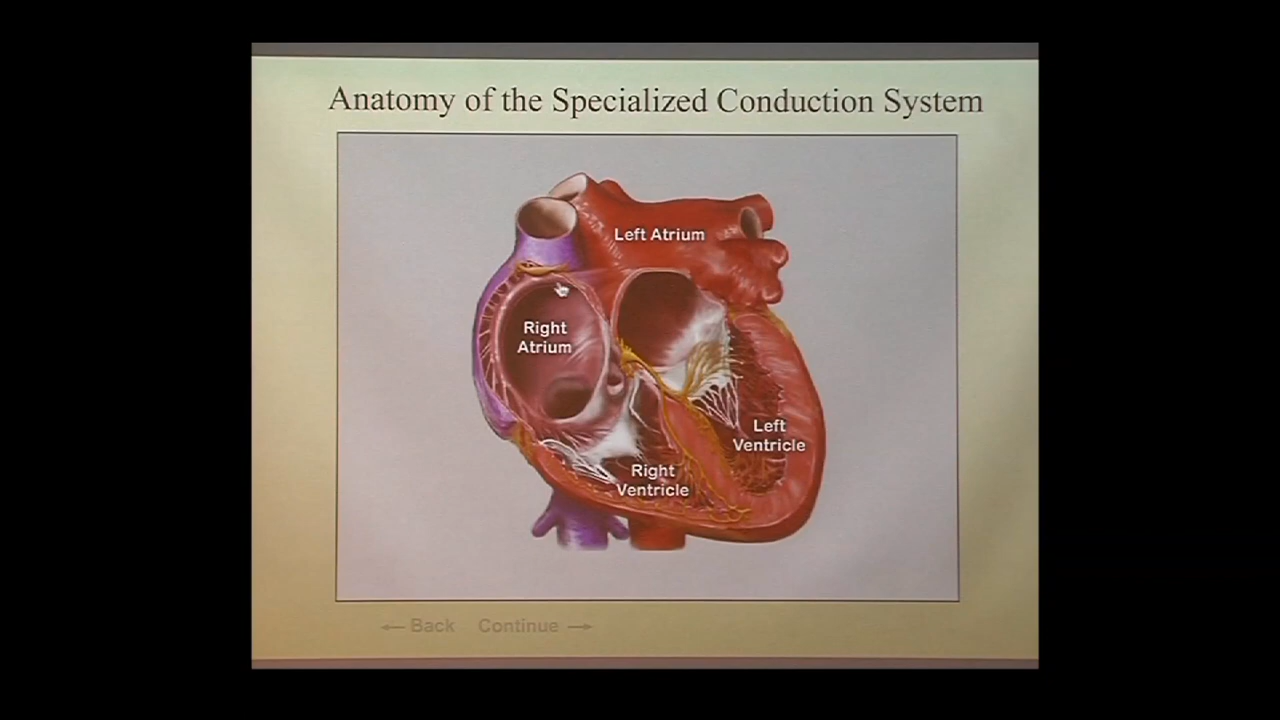 Anatomy of the Specialized Conduction System
Left Atrium
Right
Atrium
Left
Ventricle
Right
Ventricle
← Back Continue →